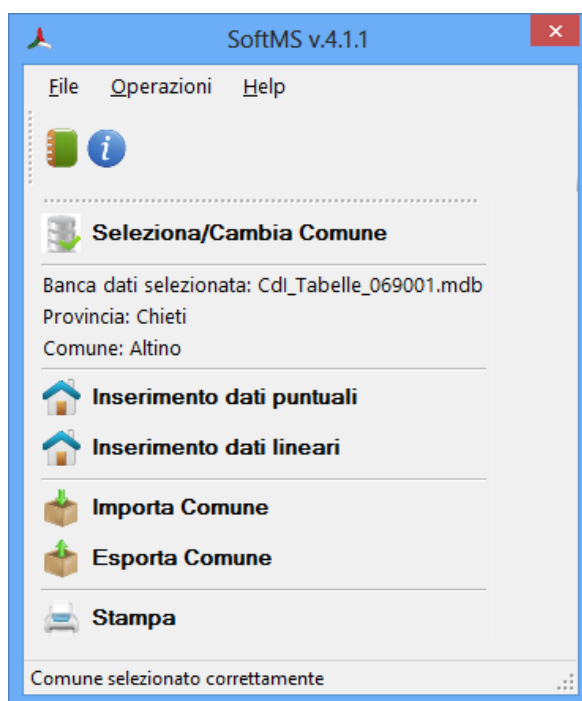 SoftMS v.4.1.1
File Operazioni Help
Seleziona/Cambia Comune
Banca dati selezionata: CdI_Tabelle_069001.mdb
Provincia: Chieti
Comune: Altino
Inserimento dati puntuali
Inserimento dati lineari
Importa Comune
Esporta Comune
Stampa
Comune selezionato correttamente